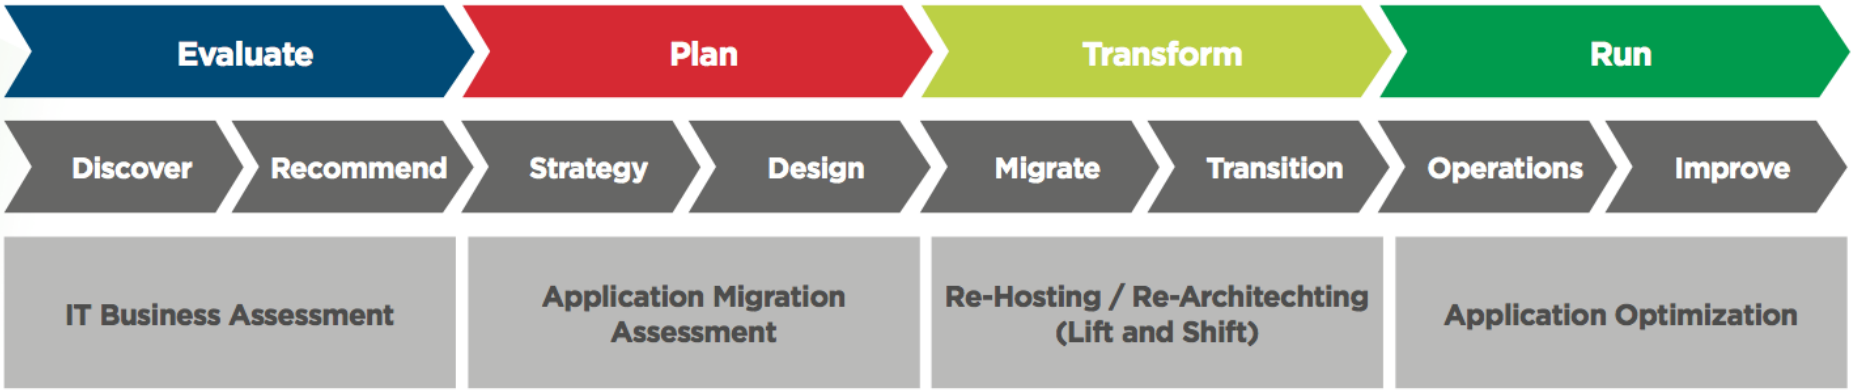 Evaluate
Plan
Transform
Run
Discover
Recommend
Strategy
Design
Migrate
Transition
Operations
Improve
IT Business Assessment
Application Migration
Assessment
Re-Hosting / Re-Architechting
(Lift and Shift)
Application Optimization